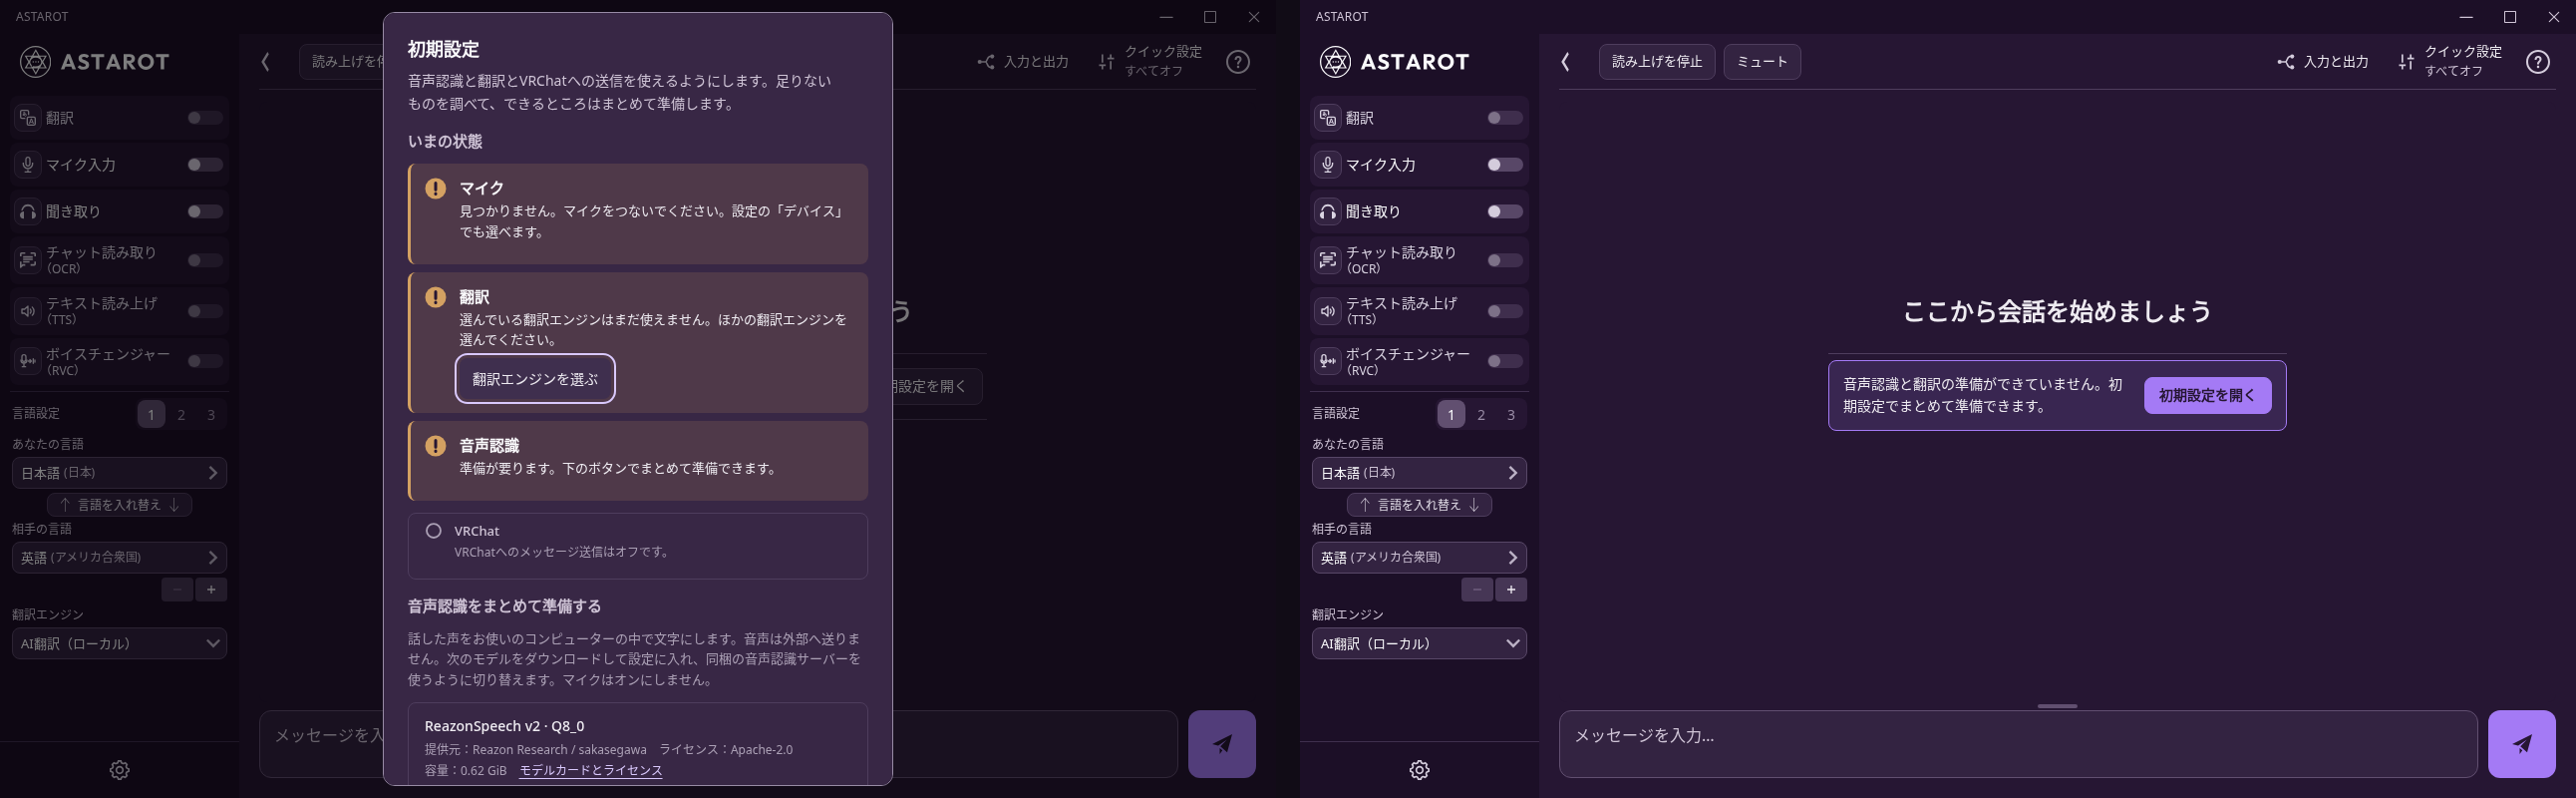 ASTAROT
ASTAROT
翻訳
マイク入力
聞き取り
チャット読み取り
(OCR)
テキスト読み上げ
(TTS)
ボイスチェンジャー
(RVC)
言語設定
1 2 3
あなたの言語
日本語 (日本)
↑ 言語を入れ替え ↓
相手の言語
英語 (アメリカ合衆国)
− +
翻訳エンジン
AI翻訳（ローカル）
読み上げを
入力と出力
クイック設定
すべてオフ
?
う
設定を開く
メッセージを入
初期設定
音声認識と翻訳とVRChatへの送信を使えるようにします。足りない
ものを調べて、できるところはまとめて準備します。
いまの状態
マイク
見つかりません。マイクをつないでください。設定の「デバイス」
でも選べます。
翻訳
選んでいる翻訳エンジンはまだ使えません。ほかの翻訳エンジンを
選んでください。
翻訳エンジンを選ぶ
音声認識
準備が要ります。下のボタンでまとめて準備できます。
VRChat
VRChatへのメッセージ送信はオフです。
音声認識をまとめて準備する
話した声をお使いのコンピューターの中で文字にします。音声は外部へ送りま
せん。次のモデルをダウンロードして設定に入れ、同梱の音声認識サーバーを
使うように切り替えます。マイクはオンにしません。
ReazonSpeech v2 · Q8_0
提供元：Reazon Research / sakasegawa ライセンス：Apache-2.0
容量：0.62 GiB モデルカードとライセンス
ASTAROT
ASTAROT
翻訳
マイク入力
聞き取り
チャット読み取り
(OCR)
テキスト読み上げ
(TTS)
ボイスチェンジャー
(RVC)
言語設定
1 2 3
あなたの言語
日本語 (日本)
↑ 言語を入れ替え ↓
相手の言語
英語 (アメリカ合衆国)
− +
翻訳エンジン
AI翻訳（ローカル）
読み上げを停止 ミュート
入力と出力
クイック設定
すべてオフ
?
ここから会話を始めましょう
音声認識と翻訳の準備ができていません。初
期設定でまとめて準備できます。
初期設定を開く
メッセージを入力...